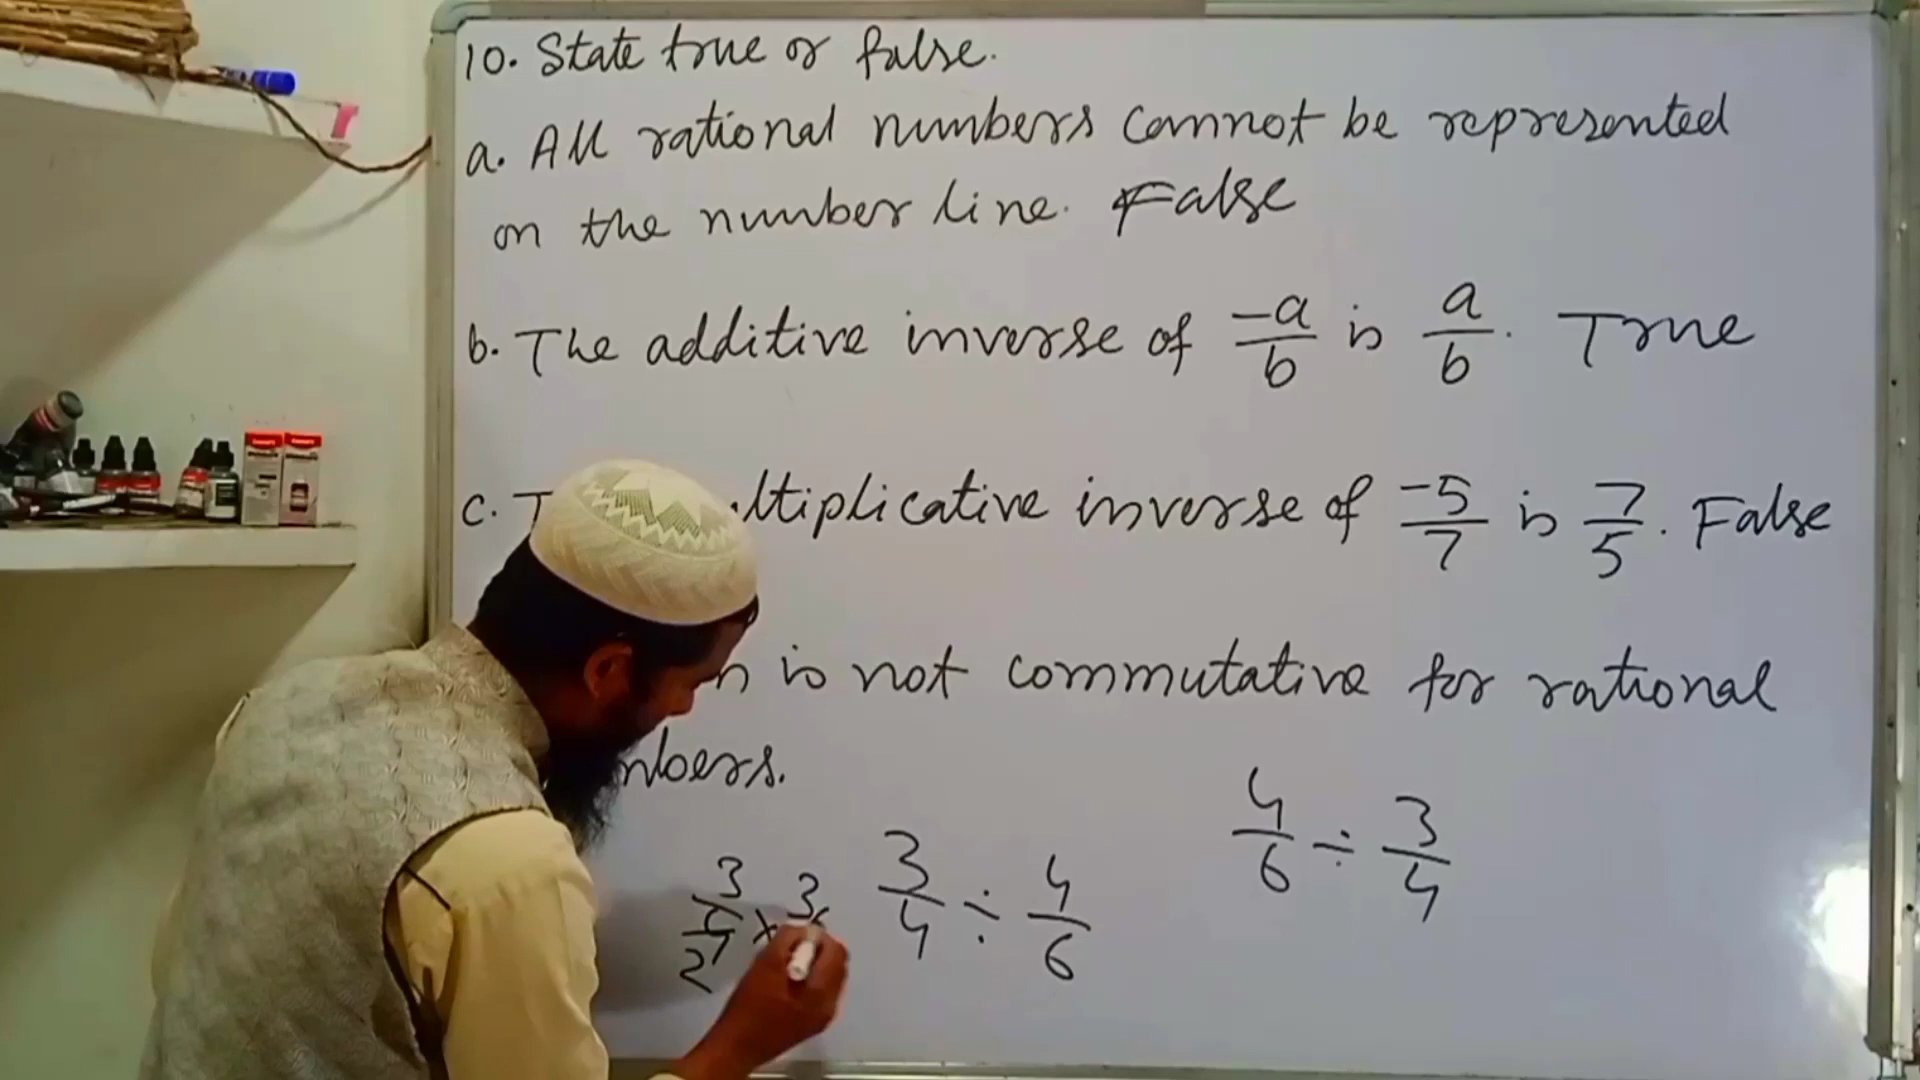 10. State true or false.
a. All rational numbers cannot be represented
on the number line. False
b. The additive inverse of -a/b is a/b. True
c. inverse of -5/7 is 7/5. False
is not commutative for rational
3/4 ÷ 4/6
4/6 ÷ 3/4